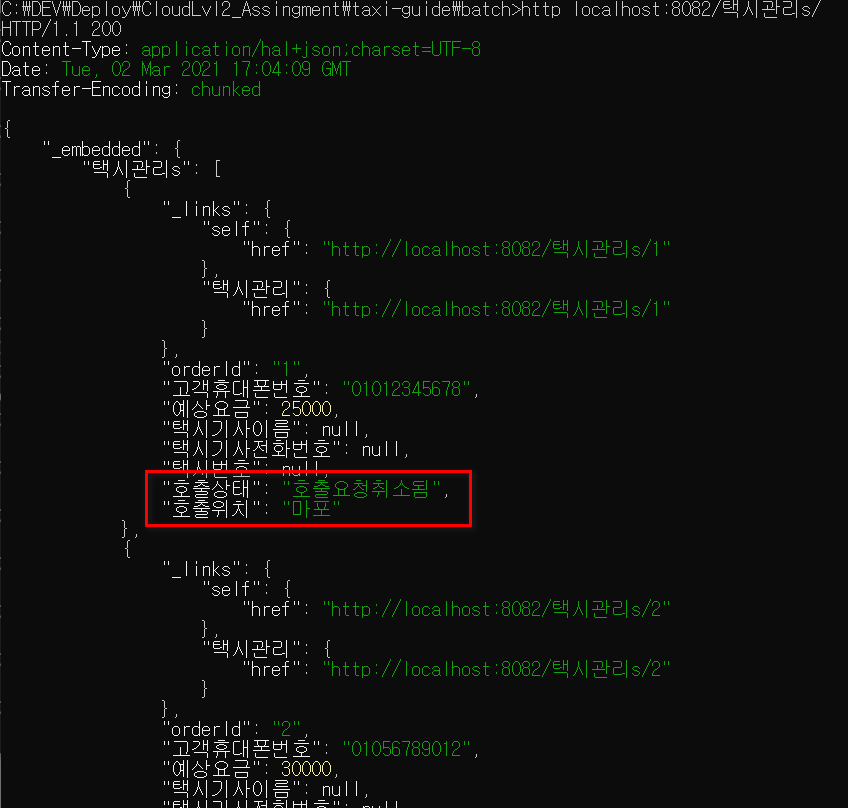 C:₩DEV₩Deploy₩CloudLvl2_Assingment₩taxi-guide₩batch>http localhost:8082/택시관리s/
HTTP/1.1 200
Content-Type: application/hal+json;charset=UTF-8
Date: Tue, 02 Mar 2021 17:04:09 GMT
Transfer-Encoding: chunked
{
"_embedded": {
"택시관리s": [
{
"_links": {
"self": {
"href": "http://localhost:8082/택시관리s/1"
},
"택시관리": {
"href": "http://localhost:8082/택시관리s/1"
}
},
"orderId": "1",
"고객휴대폰번호": "01012345678",
"예상요금": 25000,
"택시기사이름": null,
"택시기사전화번호": null,
"택시번호": null,
"호출상태": "호출요청취소됨",
"호출위치": "마포"
},
{
"_links": {
"self": {
"href": "http://localhost:8082/택시관리s/2"
},
"택시관리": {
"href": "http://localhost:8082/택시관리s/2"
}
},
"orderId": "2",
"고객휴대폰번호": "01056789012",
"예상요금": 30000,
"택시기사이름": null,
"택시기사전화번호": null,